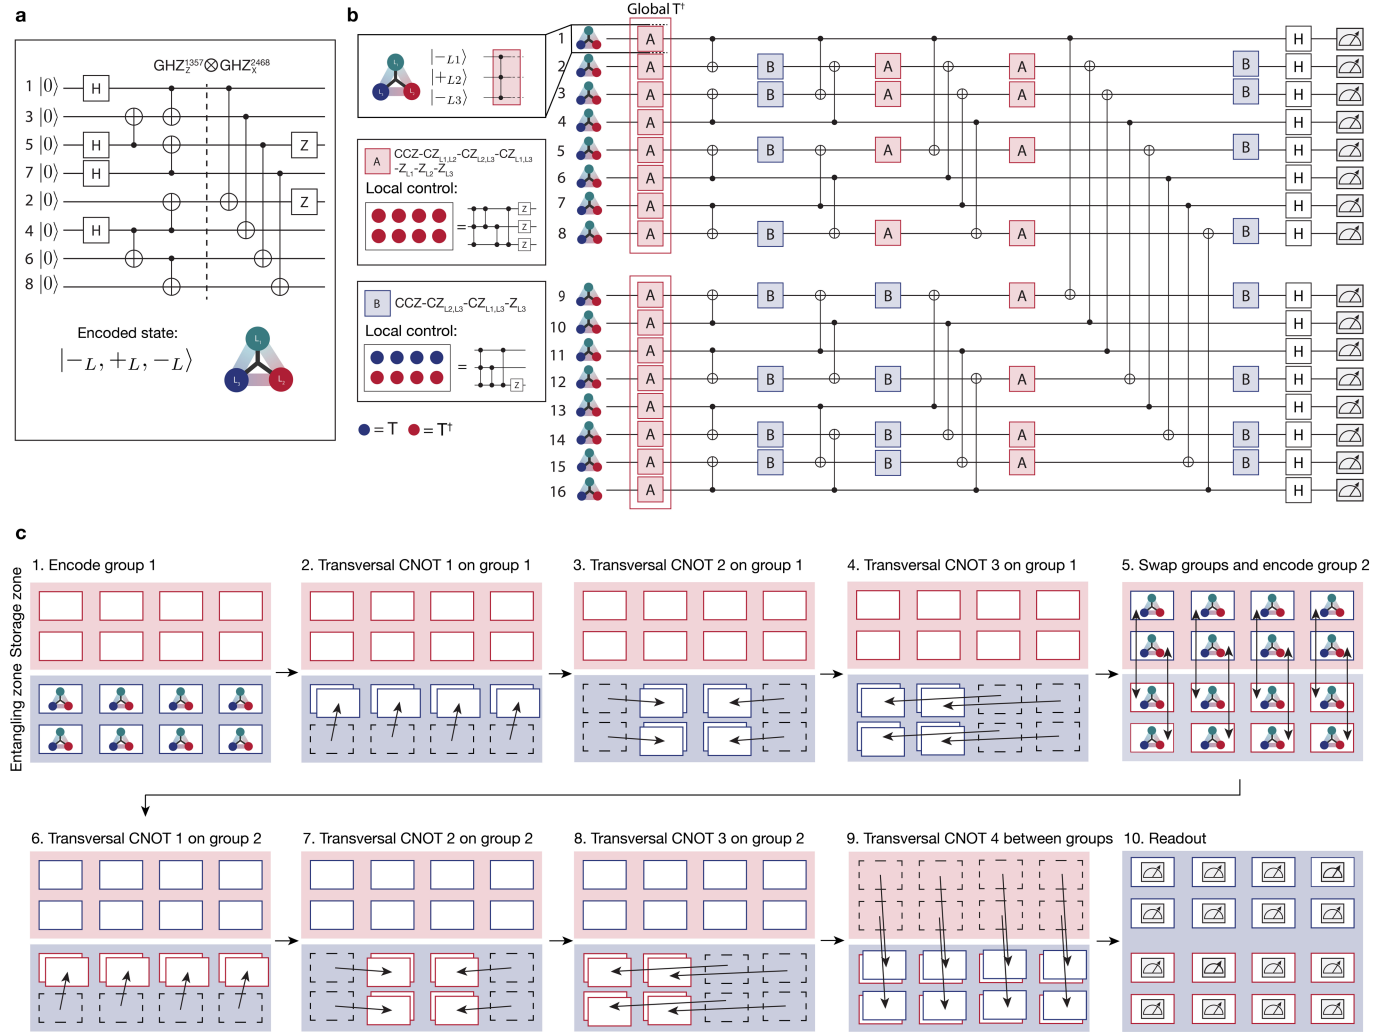 a
GHZ_Z^1357⊗GHZ_X^2468
1 |0⟩ H
3 |0⟩
5 |0⟩ H Z
7 |0⟩ H
2 |0⟩ Z
4 |0⟩ H
6 |0⟩
8 |0⟩
Encoded state:
|−_L, +_L, −_L⟩
L_1
L_3 L_2
b
Global T†
|−_L1⟩
|+_L2⟩
|−_L3⟩
A CCZ-CZ_L1,L2-CZ_L2,L3-CZ_L1,L3
-Z_L1-Z_L2-Z_L3
Local control:
= Z Z Z
B CCZ-CZ_L2,L3-CZ_L1,L3-Z_L3
Local control:
= Z
= T = T†
1 A H
2 A B A A B H
3 A B A A B H
4 A H
5 A B A A B H
6 A H
7 A H
8 A B A A B H
9 A B B A B H
10 A H
11 A H
12 A B B A B H
13 A H
14 A B B A B H
15 A B B A B H
16 A H
c
Storage zone
Entangling zone
1. Encode group 1
2. Transversal CNOT 1 on group 1
3. Transversal CNOT 2 on group 1
4. Transversal CNOT 3 on group 1
5. Swap groups and encode group 2
6. Transversal CNOT 1 on group 2
7. Transversal CNOT 2 on group 2
8. Transversal CNOT 3 on group 2
9. Transversal CNOT 4 between groups
10. Readout